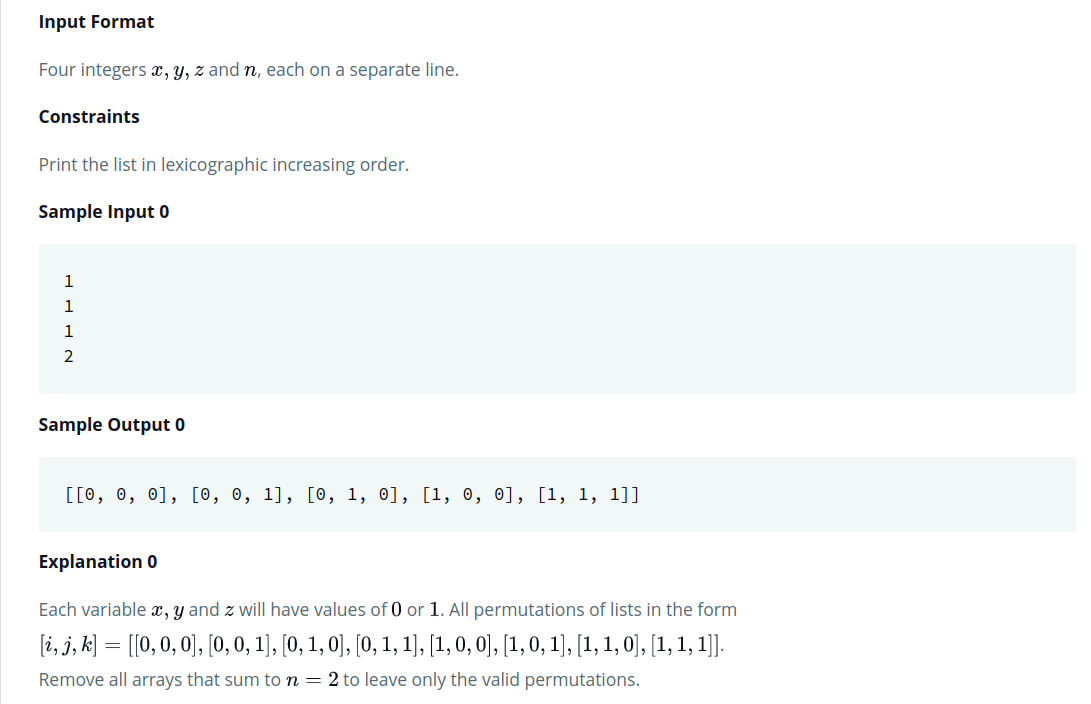 Input Format
Four integers x, y, z and n, each on a separate line.
Constraints
Print the list in lexicographic increasing order.
Sample Input 0
1
1
1
2
Sample Output 0
[[0, 0, 0], [0, 0, 1], [0, 1, 0], [1, 0, 0], [1, 1, 1]]
Explanation 0
Each variable x, y and z will have values of 0 or 1. All permutations of lists in the form
[i, j, k] = [[0, 0, 0], [0, 0, 1], [0, 1, 0], [0, 1, 1], [1, 0, 0], [1, 0, 1], [1, 1, 0], [1, 1, 1]].
Remove all arrays that sum to n = 2 to leave only the valid permutations.